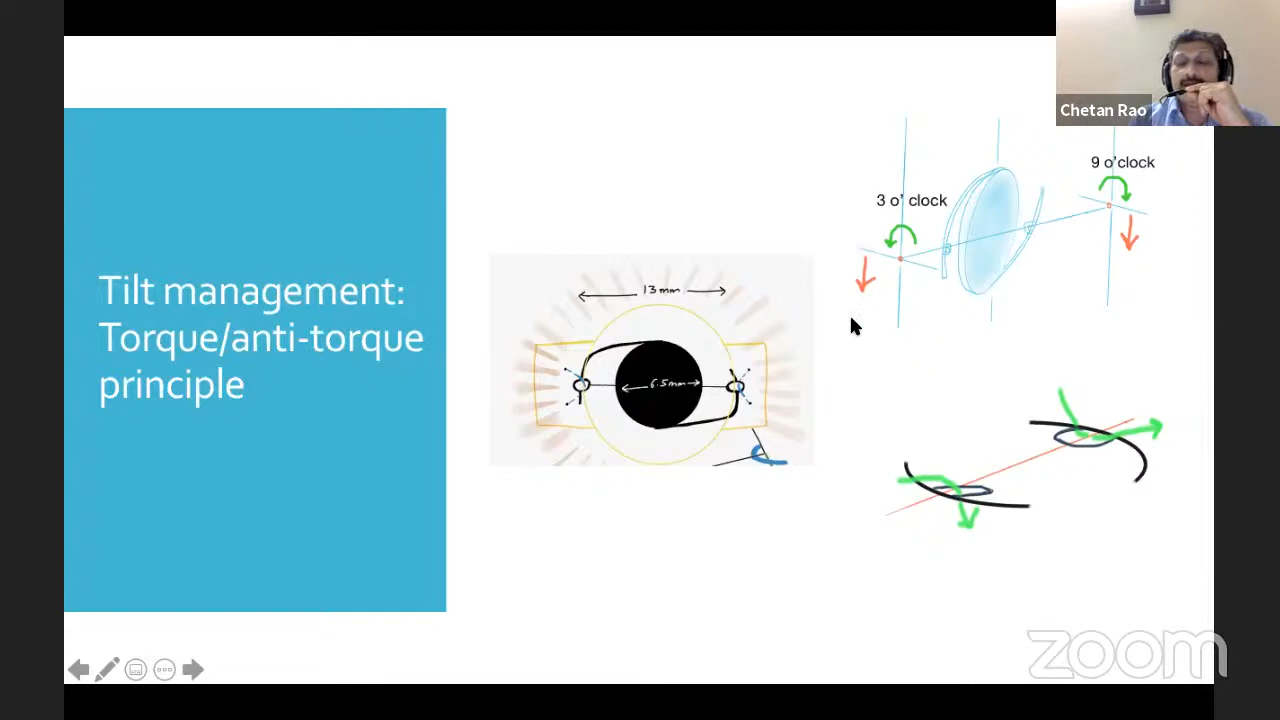 Chetan Rao
9 o'clock
3 o' clock
Tilt management:
Torque/anti-torque
principle
13 mm
6.5mm
zoom